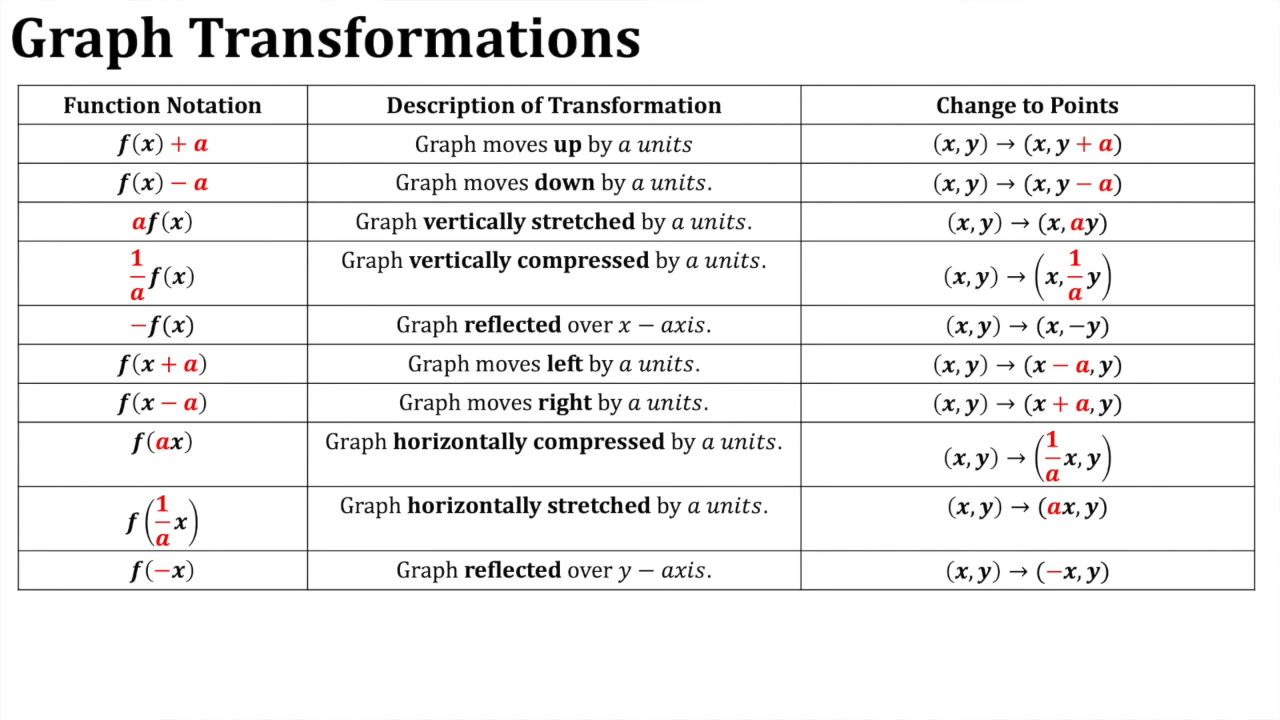 Graph Transformations
Function Notation Description of Transformation Change to Points
f(x) + a Graph moves up by a units (x, y) → (x, y + a)
f(x) − a Graph moves down by a units. (x, y) → (x, y − a)
af(x) Graph vertically stretched by a units. (x, y) → (x, ay)
1/a f(x) Graph vertically compressed by a units. (x, y) → (x, 1/a y)
−f(x) Graph reflected over x − axis. (x, y) → (x, −y)
f(x + a) Graph moves left by a units. (x, y) → (x − a, y)
f(x − a) Graph moves right by a units. (x, y) → (x + a, y)
f(ax) Graph horizontally compressed by a units. (x, y) → (1/a x, y)
f(1/a x) Graph horizontally stretched by a units. (x, y) → (ax, y)
f(−x) Graph reflected over y − axis. (x, y) → (−x, y)